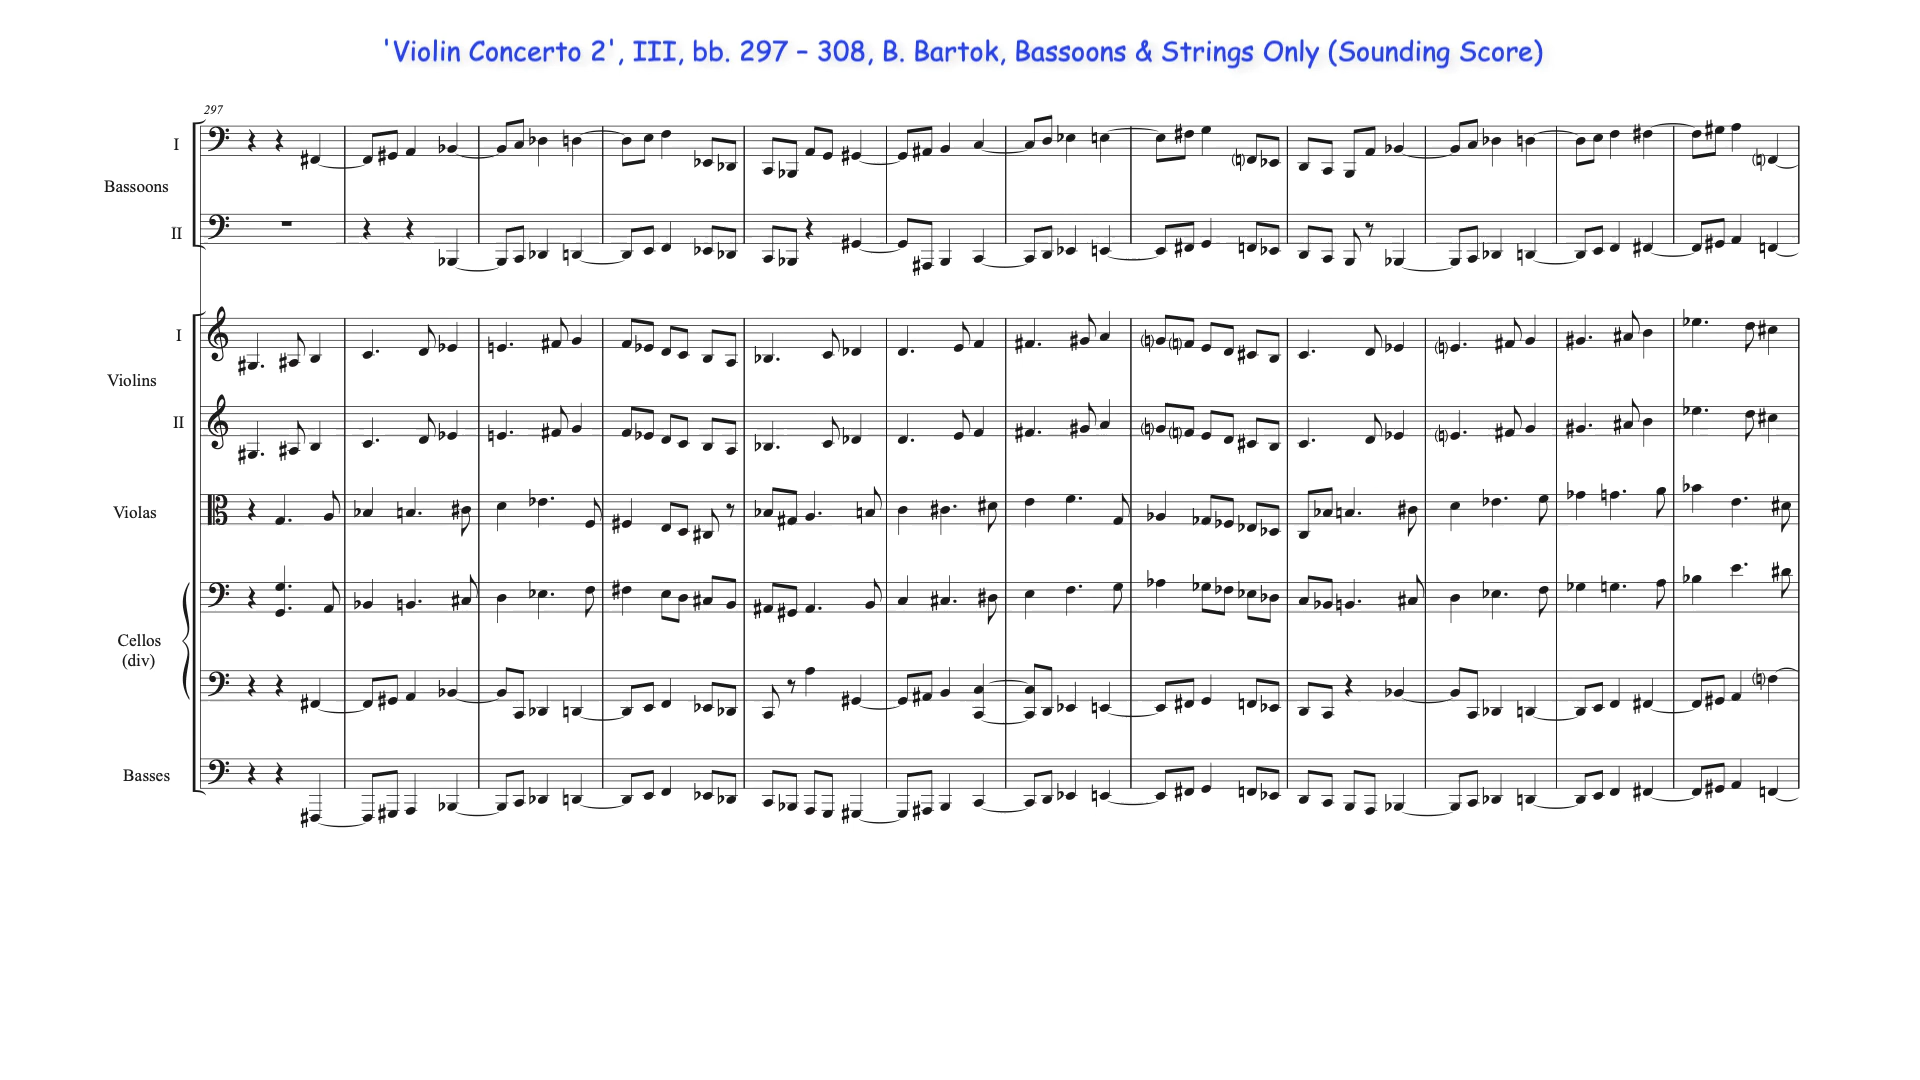 'Violin Concerto 2', III, bb. 297 – 308, B. Bartok, Bassoons & Strings Only (Sounding Score)
297
I
Bassoons
II
I
Violins
II
Violas
Cellos
(div)
Basses